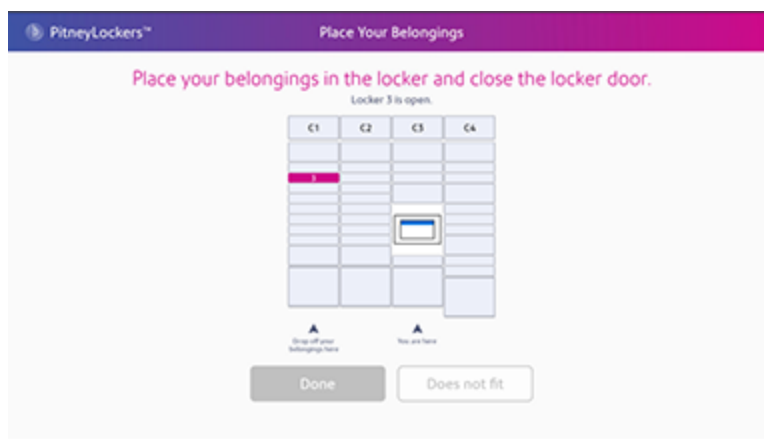 PitneyLockers™
Place Your Belongings
Place your belongings in the locker and close the locker door.
Locker 3 is open.
C1 C2 C3 C4
3
Drop off your
belongings here
You are here
Done
Does not fit